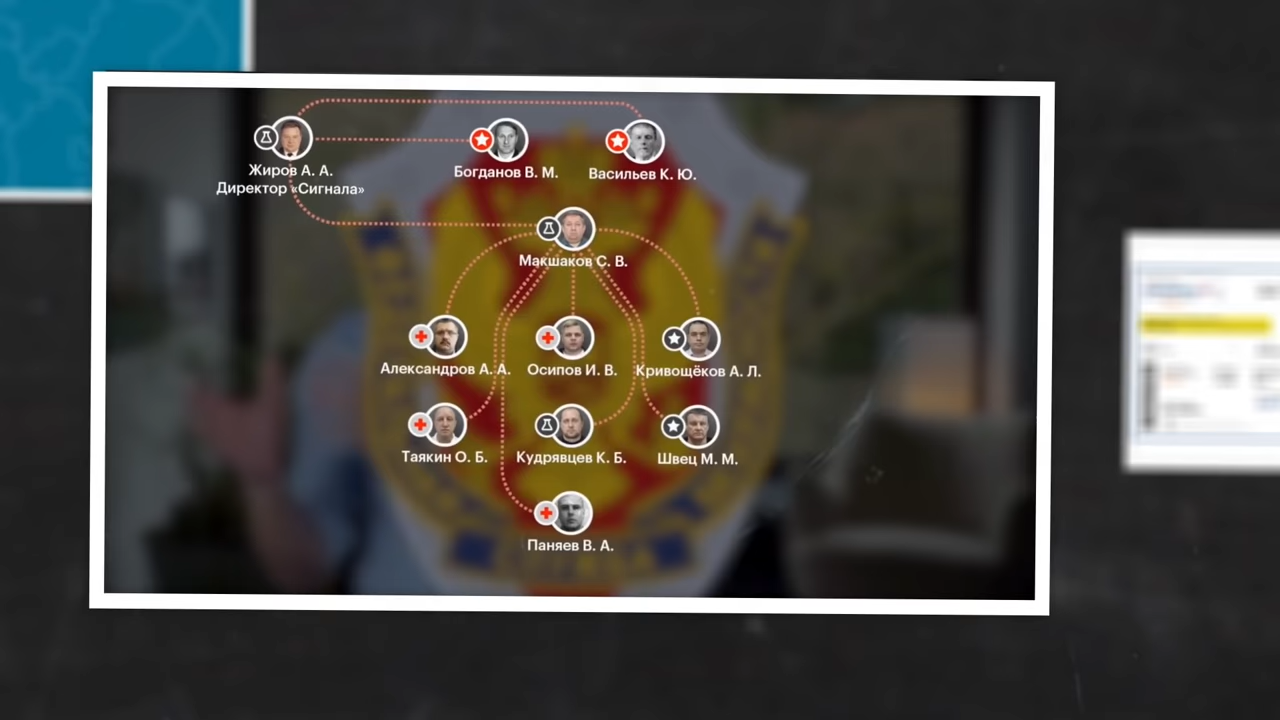 Жиров А. А.
Директор «Сигнала»
Богданов В. М.
Васильев К. Ю.
Макшаков С. В.
Александров А. А.
Осипов И. В.
Кривощёков А. Л.
Таякин О. Б.
Кудрявцев К. Б.
Швец М. М.
Паняев В. А.